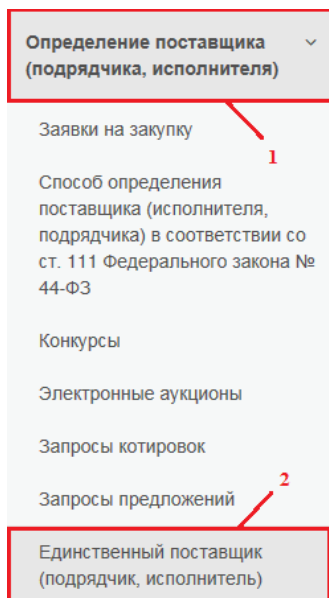 Определение поставщика
(подрядчика, исполнителя)
1
Заявки на закупку
Способ определения
поставщика (исполнителя,
подрядчика) в соответствии со
ст. 111 Федерального закона №
44-ФЗ
Конкурсы
Электронные аукционы
Запросы котировок
2
Запросы предложений
Единственный поставщик
(подрядчик, исполнитель)